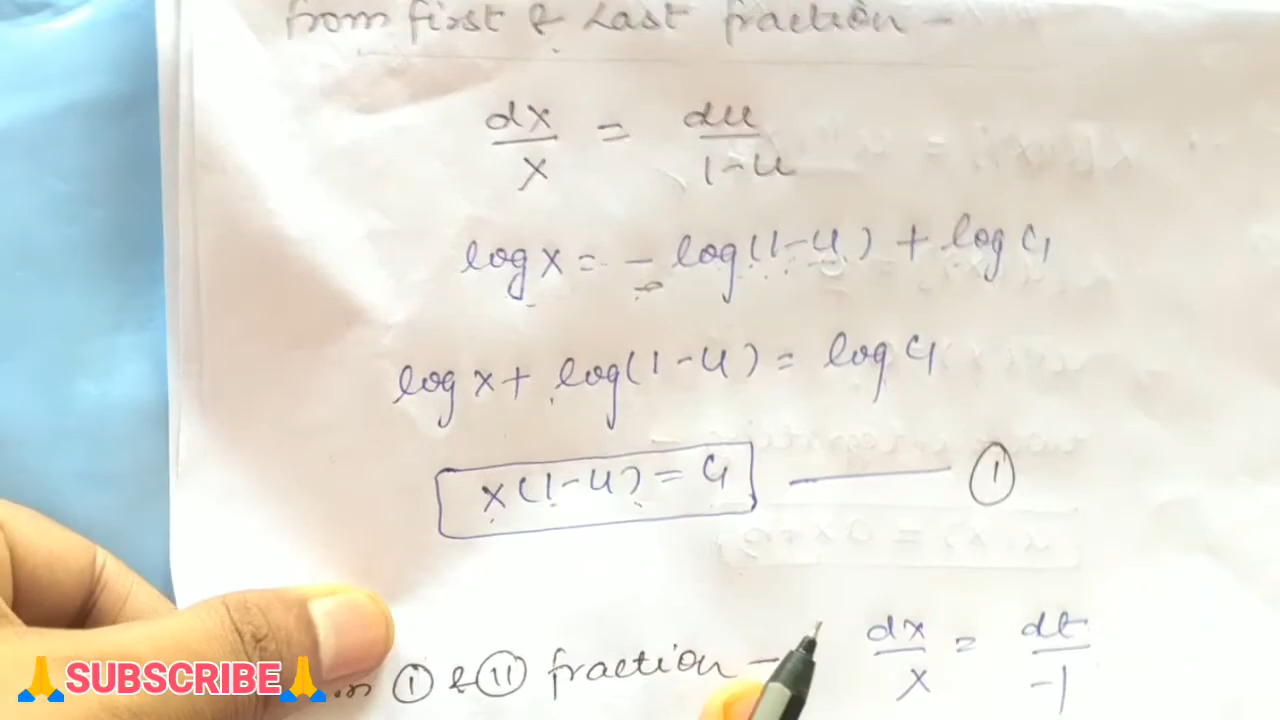 from first & Last fraction -
dx/x = du/1-u
log x = - log(1-u) + log c1
log x + log(1-u) = log c1
x(1-u) = c1 ——— ①
① & ⑪ fraction - dx/x = dt/-1
🙏SUBSCRIBE🙏